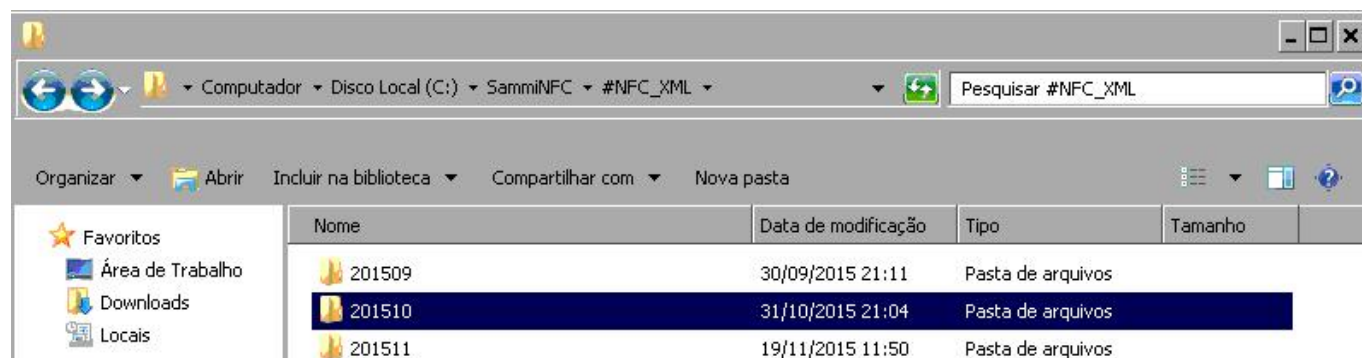 Computador Disco Local (C:) SammiNFC #NFC_XML
Pesquisar #NFC_XML
Organizar Abrir Incluir na biblioteca Compartilhar com Nova pasta
Favoritos
Área de Trabalho
Downloads
Locais
Nome Data de modificação Tipo Tamanho
201509 30/09/2015 21:11 Pasta de arquivos
201510 31/10/2015 21:04 Pasta de arquivos
201511 19/11/2015 11:50 Pasta de arquivos